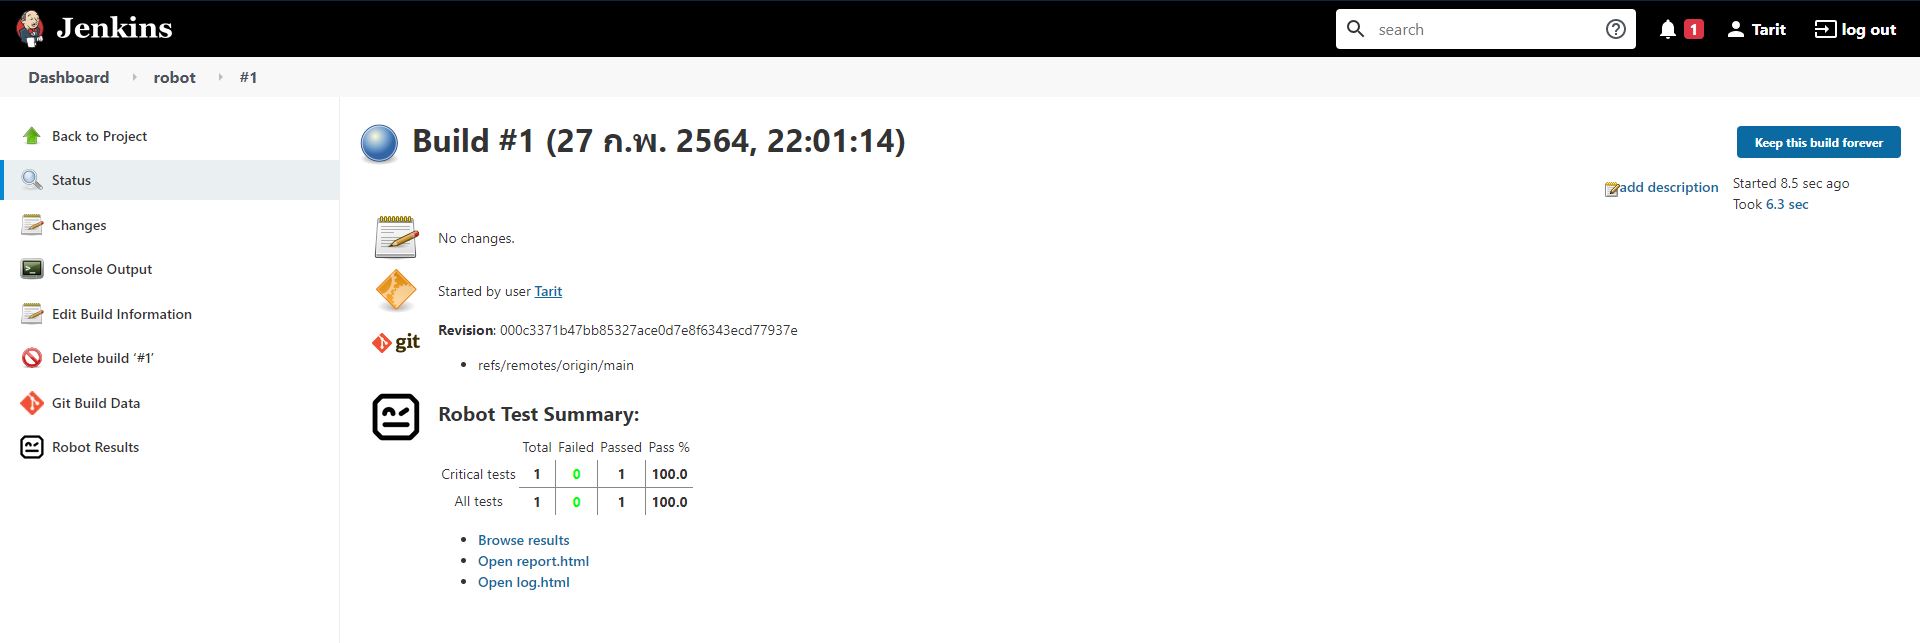 Jenkins
search
1
Tarit
log out
Dashboard
robot
#1
Back to Project
Status
Changes
Console Output
Edit Build Information
Delete build ‘#1’
Git Build Data
Robot Results
Build #1 (27 ก.พ. 2564, 22:01:14)
Keep this build forever
add description
Started 8.5 sec ago
Took 6.3 sec
No changes.
Started by user Tarit
git
Revision: 000c3371b47bb85327ace0d7e8f6343ecd77937e
refs/remotes/origin/main
Robot Test Summary:
Total Failed Passed Pass %
Critical tests 1 0 1 100.0
All tests 1 0 1 100.0
Browse results
Open report.html
Open log.html